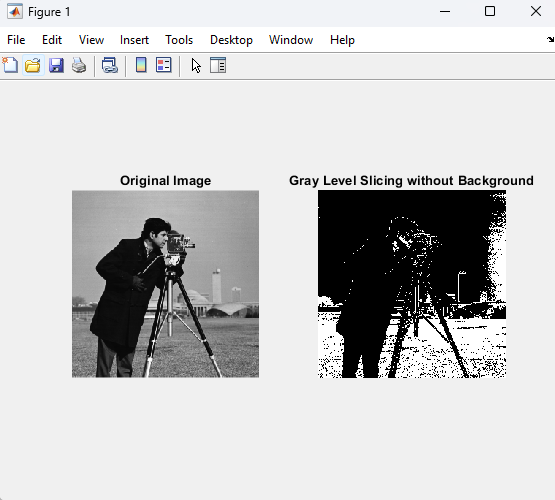 Figure 1
File Edit View Insert Tools Desktop Window Help
Original Image
Gray Level Slicing without Background